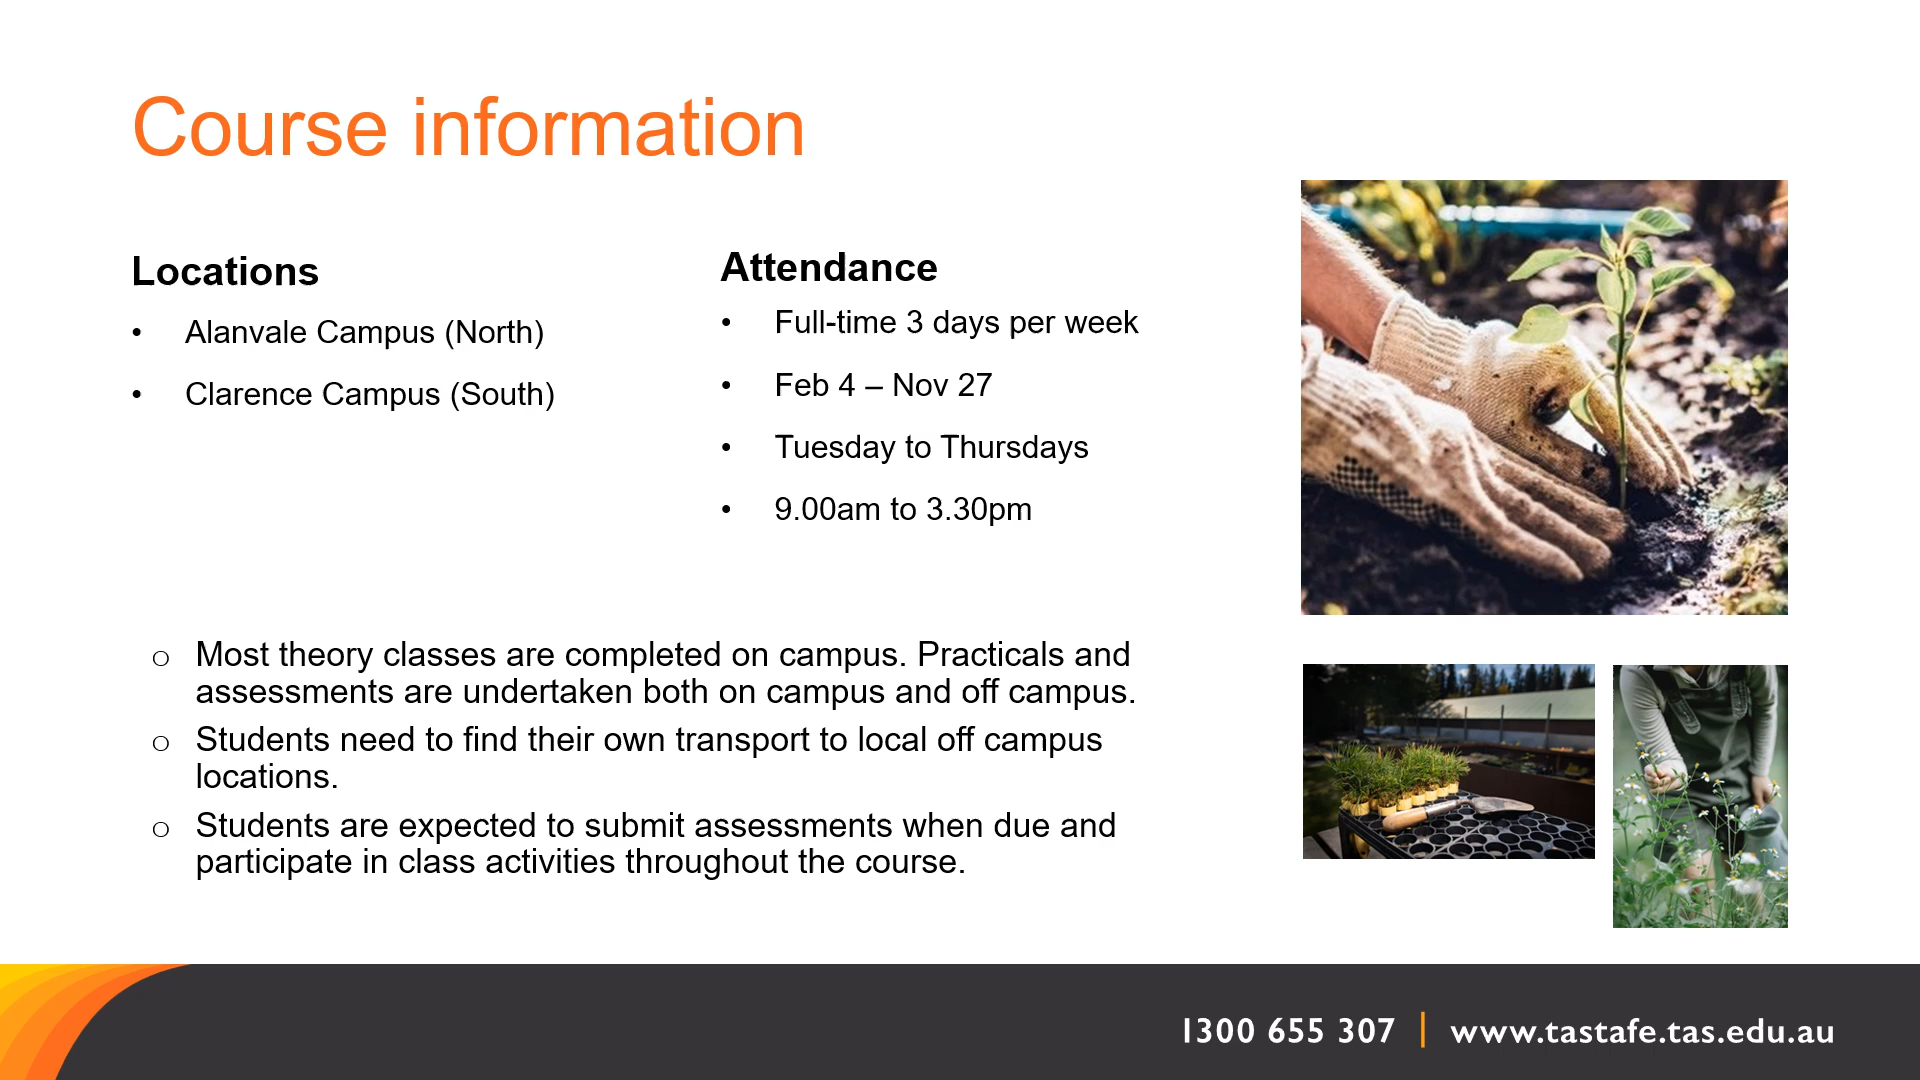 Course information
Locations
• Alanvale Campus (North)
• Clarence Campus (South)
Attendance
• Full-time 3 days per week
• Feb 4 – Nov 27
• Tuesday to Thursdays
• 9.00am to 3.30pm
o Most theory classes are completed on campus. Practicals and
assessments are undertaken both on campus and off campus.
o Students need to find their own transport to local off campus
locations.
o Students are expected to submit assessments when due and
participate in class activities throughout the course.
1300 655 307 | www.tastafe.tas.edu.au